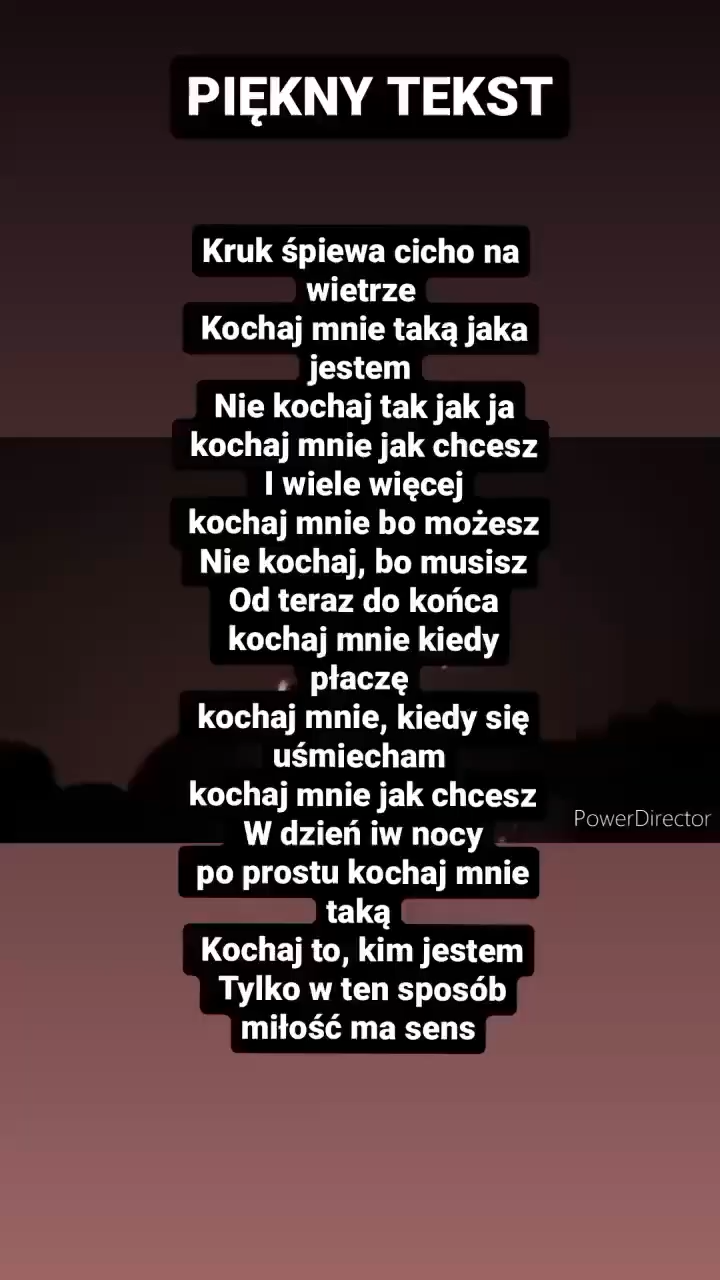 PIĘKNY TEKST
Kruk śpiewa cicho na
wietrze
Kochaj mnie taką jaka
jestem
Nie kochaj tak jak ja
kochaj mnie jak chcesz
I wiele więcej
kochaj mnie bo możesz
Nie kochaj, bo musisz
Od teraz do końca
kochaj mnie kiedy
płaczę
kochaj mnie, kiedy się
uśmiecham
kochaj mnie jak chcesz
W dzień iw nocy
po prostu kochaj mnie
taką
Kochaj to, kim jestem
Tylko w ten sposób
miłość ma sens
PowerDirector